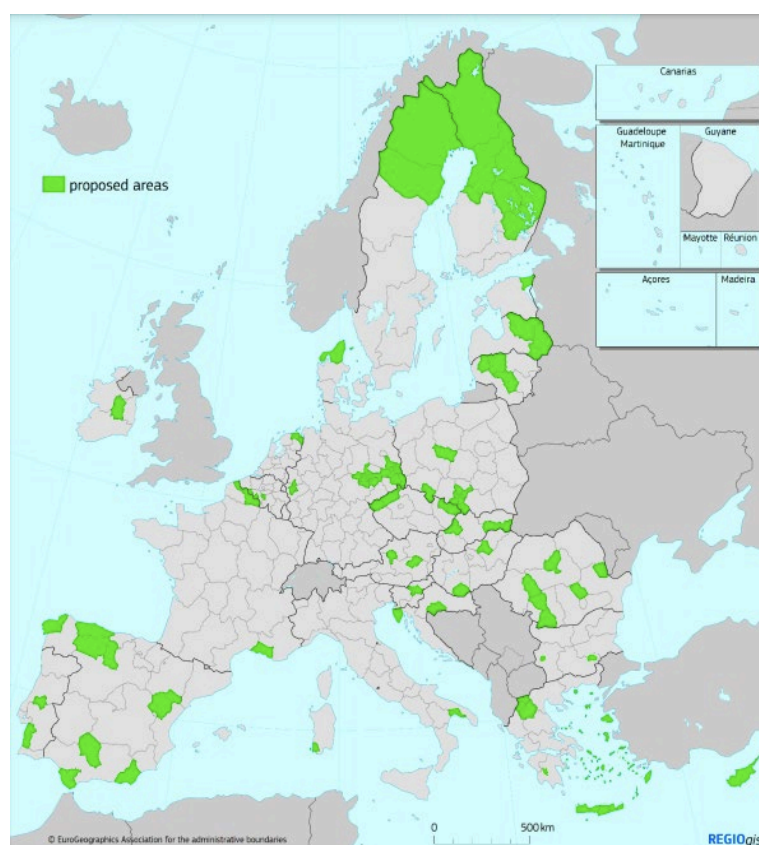 proposed areas
Canarias
Guadeloupe
Martinique
Guyane
Mayotte
Réunion
Açores
Madeira
© EuroGeographics Association for the administrative boundaries
0
500km
REGIOgis